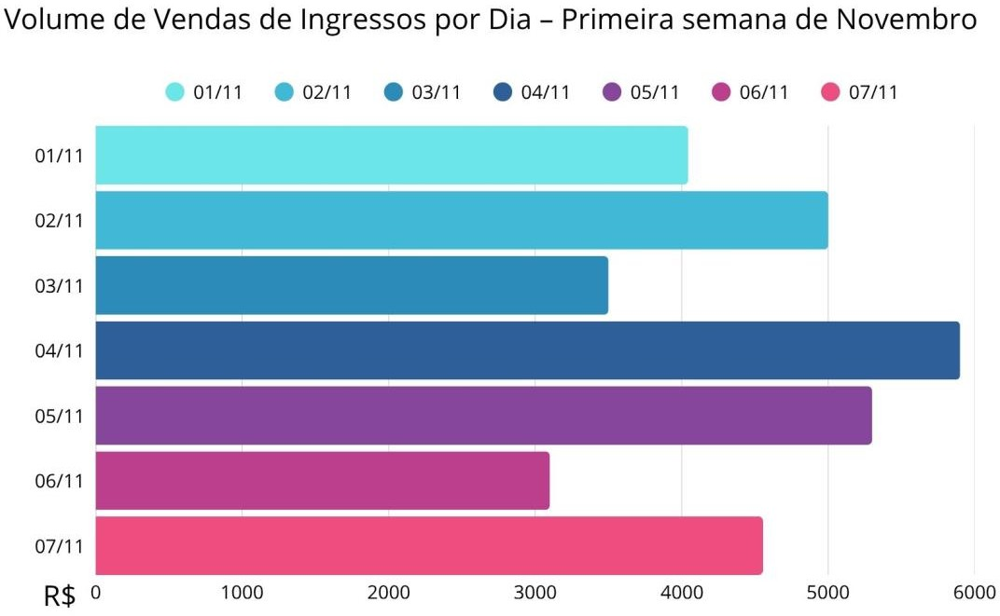 Volume de Vendas de Ingressos por Dia – Primeira semana de Novembro
01/11 02/11 03/11 04/11 05/11 06/11 07/11
01/11
02/11
03/11
04/11
05/11
06/11
07/11
R$ 0 1000 2000 3000 4000 5000 6000